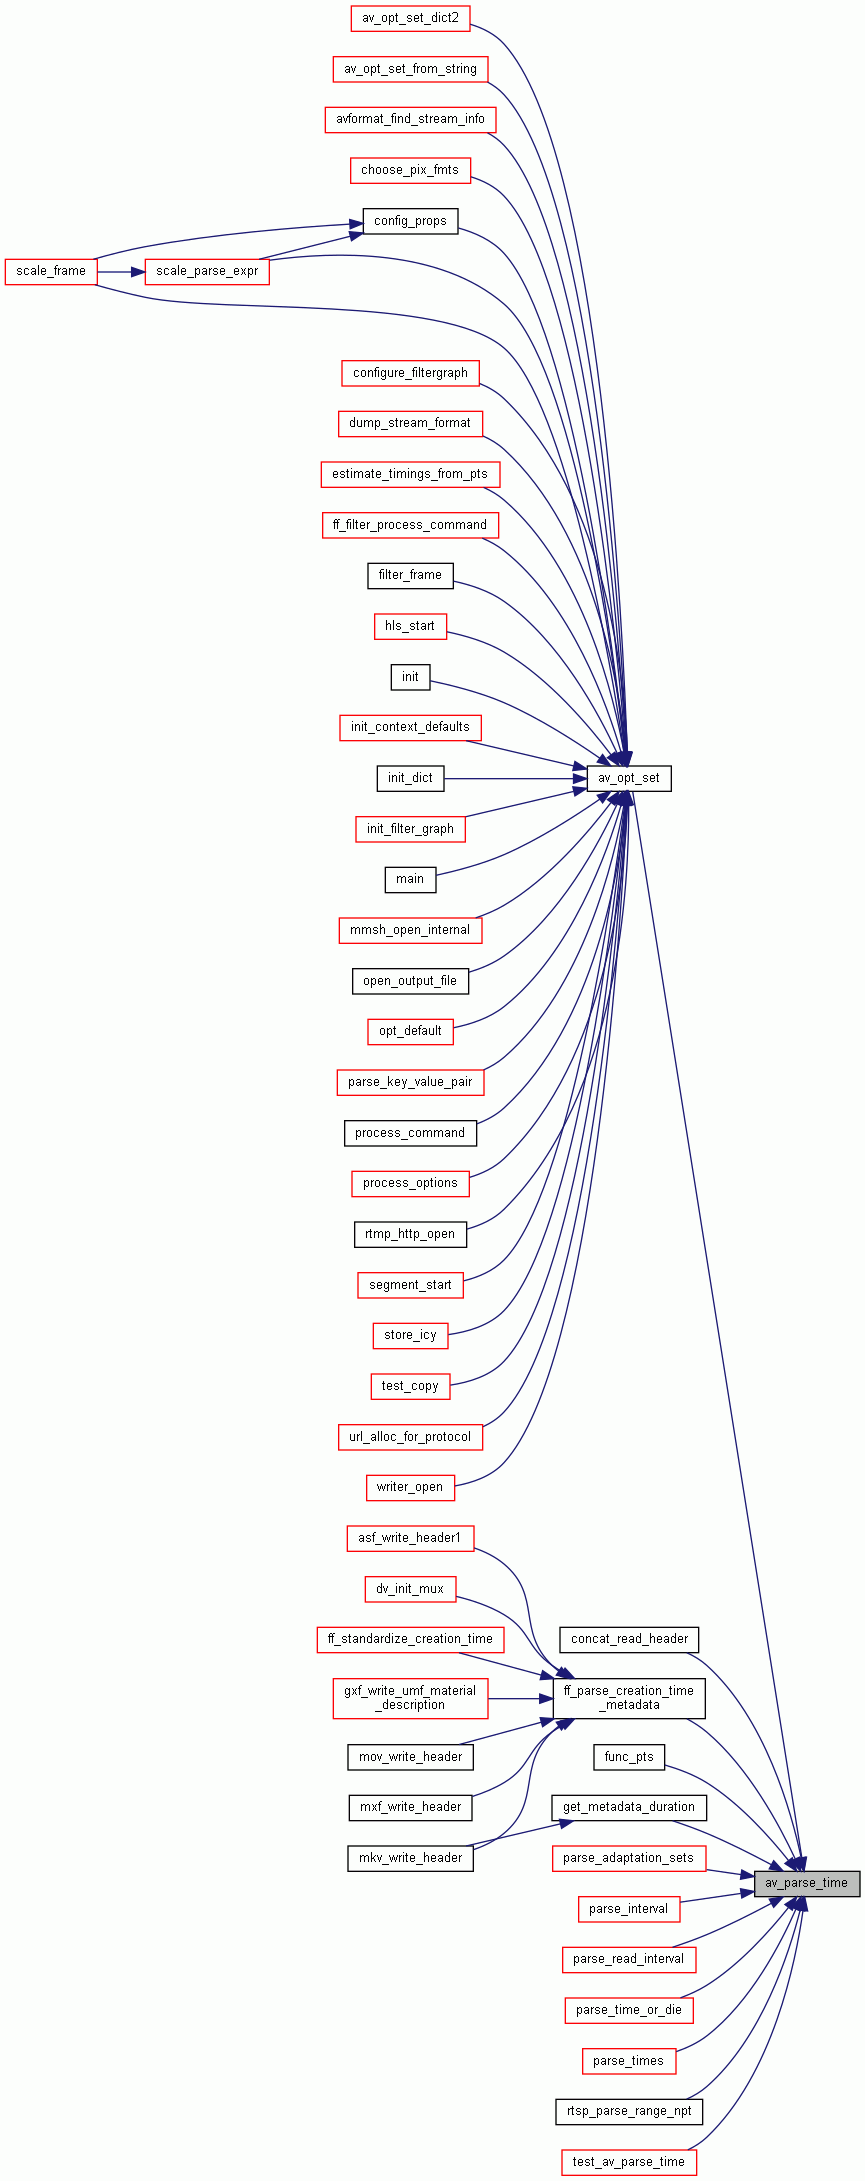 av_opt_set_dict2
av_opt_set_from_string
avformat_find_stream_info
choose_pix_fmts
config_props
scale_frame
scale_parse_expr
configure_filtergraph
dump_stream_format
estimate_timings_from_pts
ff_filter_process_command
filter_frame
hls_start
init
init_context_defaults
init_dict
av_opt_set
init_filter_graph
main
mmsh_open_internal
open_output_file
opt_default
parse_key_value_pair
process_command
process_options
rtmp_http_open
segment_start
store_icy
test_copy
url_alloc_for_protocol
writer_open
asf_write_header1
dv_init_mux
ff_standardize_creation_time
concat_read_header
gxf_write_umf_material
_description
ff_parse_creation_time
_metadata
mov_write_header
func_pts
mxf_write_header
get_metadata_duration
mkv_write_header
parse_adaptation_sets
av_parse_time
parse_interval
parse_read_interval
parse_time_or_die
parse_times
rtsp_parse_range_npt
test_av_parse_time